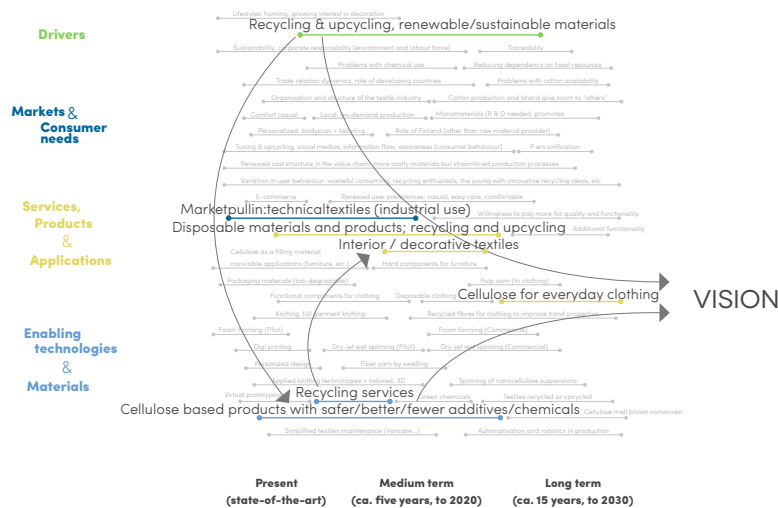 Lifestyles: homing, growing interest in decoration
Recycling & upcycling, renewable/sustainable materials
Drivers
Sustainability, corporate responsibility (environment and labour force)
Traceability
Problems with chemical use
Reducing dependency on fossil resources
Trade relation dynamics, role of developing countries
Problems with cotton availability
Organisation and structure of the textile industry
Cotton production and brand give room to "others"
Markets &
Consumer
needs
Comfort casual
Local, on-demand production
Monomaterials (R & D needed, promotes
Personalized: bodyscan + tailoring
Role of Finland (other than raw material provider)
Tuning & upcycling, social medias, information flow, awareness (consumer behaviour)
P ers onification
Renewed cost structure in the value chain: more costly materials but streamlined production processes
Variation in user behaviour: wasteful consuming, recycling enthusiasts, the young with innovative recycling ideas, etc.
E-commerce
Renewed user preferences: casual, easy care, comfortable
Services,
Products
&
Applications
Marketpullin:technicaltextiles (industrial use)
Willingness to pay more for quality and functionality
Disposable materials and products; recycling and upcycling
Additional functionality
Interior / decorative textiles
Cellulose as a filling material,
nonvisible applications (furniture, etc.)
Hard components for furniture
Packaging materials (bio-degradable)
Pulp yarn (to clothing)
Functional components for clothing
Disposable clothing
Cellulose for everyday clothing
VISION
Knitting, full garment knitting
Recycled fibres for clothing to improve hand properties
Enabling
technologies
&
Materials
Foam forming (Pilot)
Foam forming (Commercial)
Digi printing
Dry-jet wet spinning (Pilot)
Dry-jet wet spinning (Commercial)
Personized design
Fiber yarn by swelling
Applied knitting technologies = tailored, 3D
Spinning of nanocellulose suspensions
Virtual prototyping
Recycling services
Green chemicals
Textiles recycled or upcycled
Cellulose based products with safer/better/fewer additives/chemicals
Cellulose melt blown nonwoven
Simplified textiles maintenance (ironcare...)
Automatisation and robotics in production
Present
(state-of-the-art)
Medium term
(ca. five years, to 2020)
Long term
(ca. 15 years, to 2030)